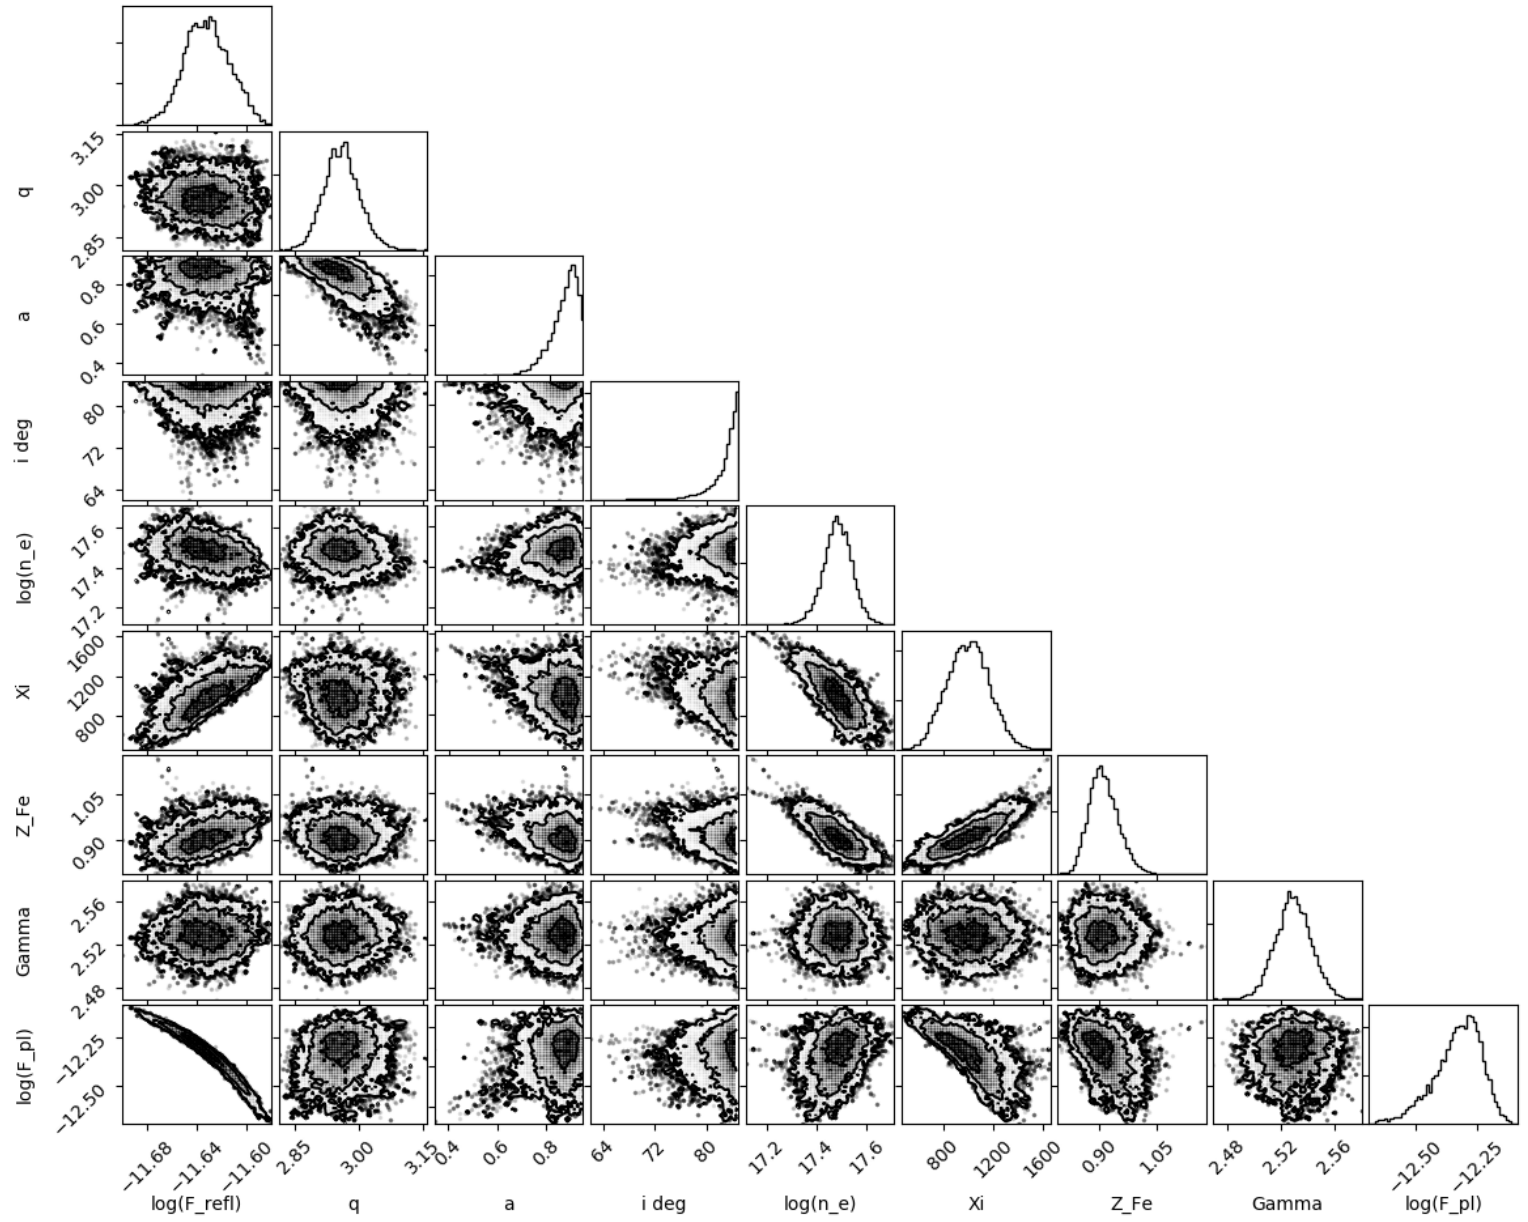 3.15
3.00
2.85
q
0.8
0.6
0.4
a
80
72
64
i deg
17.6
17.4
17.2
log(n_e)
1600
1200
800
Xi
1.05
0.90
Z_Fe
2.56
2.52
2.48
Gamma
−12.25
−12.50
log(F_pl)
−11.68 −11.64 −11.60 2.85 3.00 3.15 0.4 0.6 0.8 64 72 80 17.2 17.4 17.6 800 1200 1600 0.90 1.05 2.48 2.52 2.56 −12.50 −12.25
log(F_refl) q a i deg log(n_e) Xi Z_Fe Gamma log(F_pl)